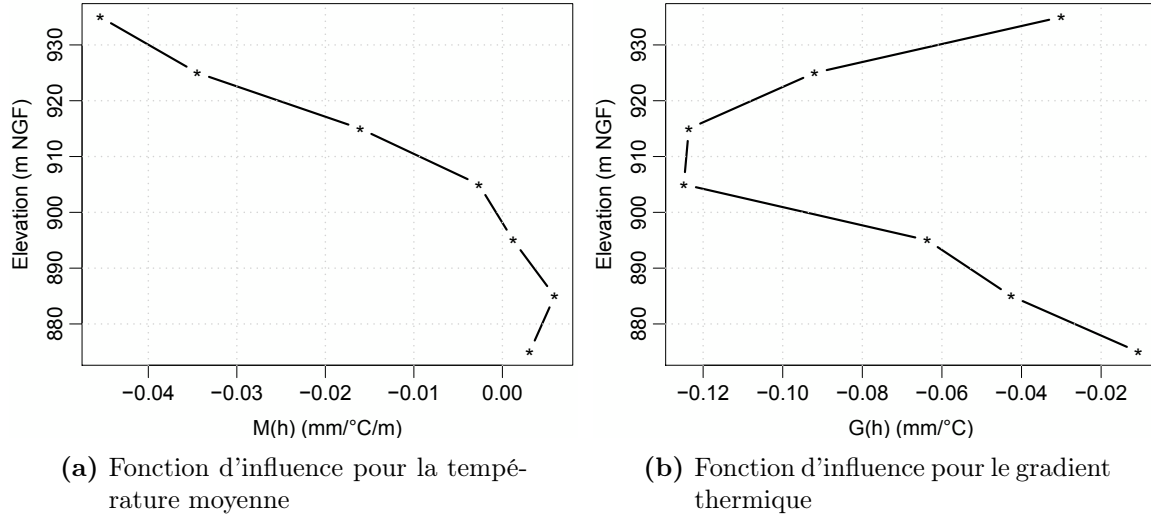 930
920
910
900
890
880
Elevation (m NGF)
−0.04 −0.03 −0.02 −0.01 0.00
M(h) (mm/°C/m)
(a) Fonction d'influence pour la tempé-
rature moyenne
930
920
910
900
890
880
Elevation (m NGF)
−0.12 −0.10 −0.08 −0.06 −0.04 −0.02
G(h) (mm/°C)
(b) Fonction d'influence pour le gradient
thermique